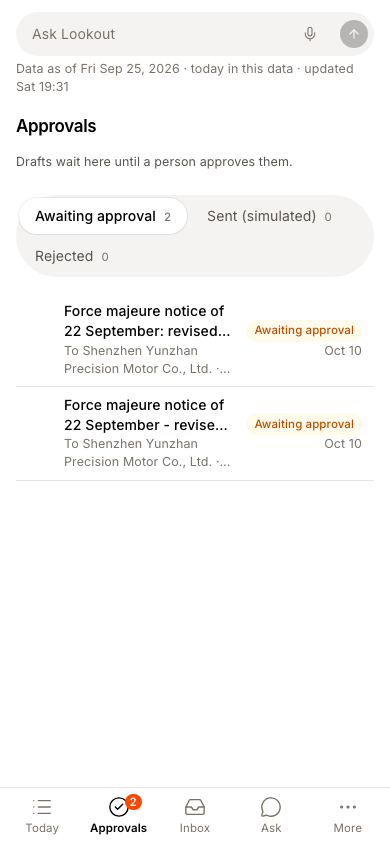 Ask Lookout
Data as of Fri Sep 25, 2026 · today in this data · updated
Sat 19:31
Approvals
Drafts wait here until a person approves them.
Awaiting approval 2
Sent (simulated) 0
Rejected 0
Force majeure notice of
22 September: revised…
Awaiting approval
To Shenzhen Yunzhan
Precision Motor Co., Ltd. ·…
Oct 10
Force majeure notice of
22 September - revise…
Awaiting approval
To Shenzhen Yunzhan
Precision Motor Co., Ltd. ·…
Oct 10
2
Today
Approvals
Inbox
Ask
More